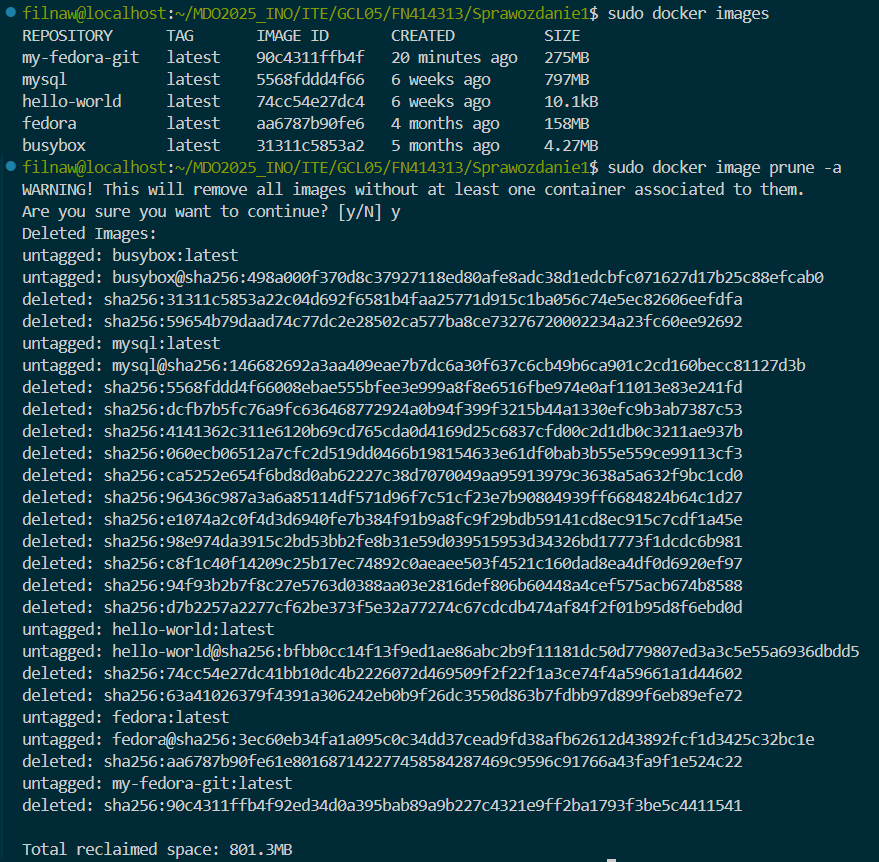 filnaw@localhost:~/MDO2025_INO/ITE/GCL05/FN414313/Sprawozdanie1$ sudo docker images
REPOSITORY TAG IMAGE ID CREATED SIZE
my-fedora-git latest 90c4311ffb4f 20 minutes ago 275MB
mysql latest 5568fddd4f66 6 weeks ago 797MB
hello-world latest 74cc54e27dc4 6 weeks ago 10.1kB
fedora latest aa6787b90fe6 4 months ago 158MB
busybox latest 31311c5853a2 5 months ago 4.27MB
filnaw@localhost:~/MDO2025_INO/ITE/GCL05/FN414313/Sprawozdanie1$ sudo docker image prune -a
WARNING! This will remove all images without at least one container associated to them.
Are you sure you want to continue? [y/N] y
Deleted Images:
untagged: busybox:latest
untagged: busybox@sha256:498a000f370d8c37927118ed80afe8adc38d1edcbfc071627d17b25c88efcab0
deleted: sha256:31311c5853a22c04d692f6581b4faa25771d915c1ba056c74e5ec82606eefdfa
deleted: sha256:59654b79daad74c77dc2e28502ca577ba8ce73276720002234a23fc60ee92692
untagged: mysql:latest
untagged: mysql@sha256:146682692a3aa409eae7b7dc6a30f637c6cb49b6ca901c2cd160becc81127d3b
deleted: sha256:5568fddd4f66008ebae555bfee3e999a8f8e6516fbe974e0af11013e83e241fd
deleted: sha256:dcfb7b5fc76a9fc636468772924a0b94f399f3215b44a1330efc9b3ab7387c53
deleted: sha256:4141362c311e6120b69cd765cda0d4169d25c6837cfd00c2d1db0c3211ae937b
deleted: sha256:060ecb06512a7cfc2d519dd0466b198154633e61df0bab3b55e559ce99113cf3
deleted: sha256:ca5252e654f6bd8d0ab62227c38d7070049aa95913979c3638a5a632f9bc1cd0
deleted: sha256:96436c987a3a6a85114df571d96f7c51cf23e7b90804939ff6684824b64c1d27
deleted: sha256:e1074a2c0f4d3d6940fe7b384f91b9a8fc9f29bdb59141cd8ec915c7cdf1a45e
deleted: sha256:98e974da3915c2bd53bb2fe8b31e59d039515953d34326bd17773f1dcdc6b981
deleted: sha256:c8f1c40f14209c25b17ec74892c0aeaee503f4521c160dad8ea4df0d6920ef97
deleted: sha256:94f93b2b7f8c27e5763d0388aa03e2816def806b60448a4cef575acb674b8588
deleted: sha256:d7b2257a2277cf62be373f5e32a77274c67cdcdb474af84f2f01b95d8f6ebd0d
untagged: hello-world:latest
untagged: hello-world@sha256:bfbb0cc14f13f9ed1ae86abc2b9f11181dc50d779807ed3a3c5e55a6936dbdd5
deleted: sha256:74cc54e27dc41bb10dc4b2226072d469509f2f22f1a3ce74f4a59661a1d44602
deleted: sha256:63a41026379f4391a306242eb0b9f26dc3550d863b7fdbb97d899f6eb89efe72
untagged: fedora:latest
untagged: fedora@sha256:3ec60eb34fa1a095c0c34dd37cead9fd38afb62612d43892fcf1d3425c32bc1e
deleted: sha256:aa6787b90fe61e801687142277458584287469c9596c91766a43fa9f1e524c22
untagged: my-fedora-git:latest
deleted: sha256:90c4311ffb4f92ed34d0a395bab89a9b227c4321e9ff2ba1793f3be5c4411541
Total reclaimed space: 801.3MB